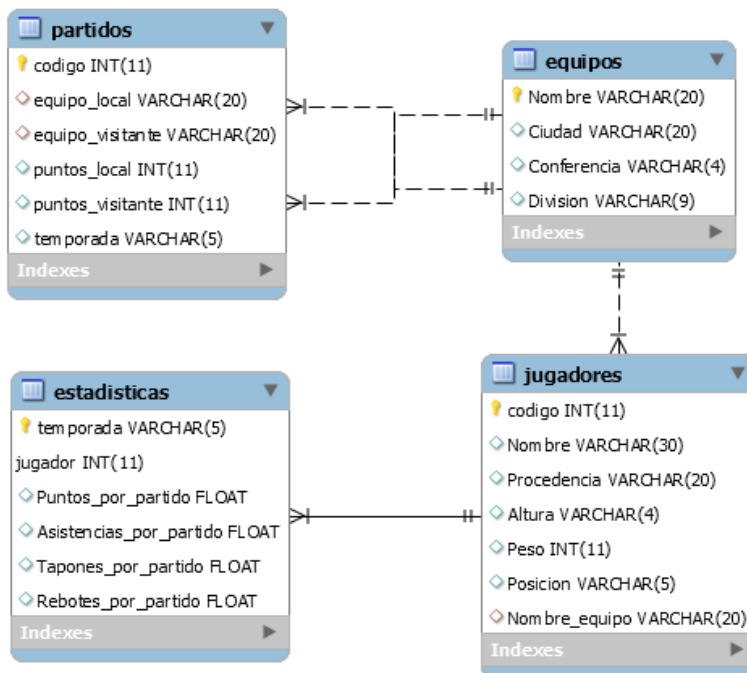 partidos
codigo INT(11)
equipo_local VARCHAR(20)
equipo_visitante VARCHAR(20)
puntos_local INT(11)
puntos_visitante INT(11)
temporada VARCHAR(5)
Indexes
equipos
Nombre VARCHAR(20)
Ciudad VARCHAR(20)
Conferencia VARCHAR(4)
Division VARCHAR(9)
Indexes
estadisticas
temporada VARCHAR(5)
jugador INT(11)
Puntos_por_partido FLOAT
Asistencias_por_partido FLOAT
Tapones_por_partido FLOAT
Rebotes_por_partido FLOAT
Indexes
jugadores
codigo INT(11)
Nombre VARCHAR(30)
Procedencia VARCHAR(20)
Altura VARCHAR(4)
Peso INT(11)
Posicion VARCHAR(5)
Nombre_equipo VARCHAR(20)
Indexes